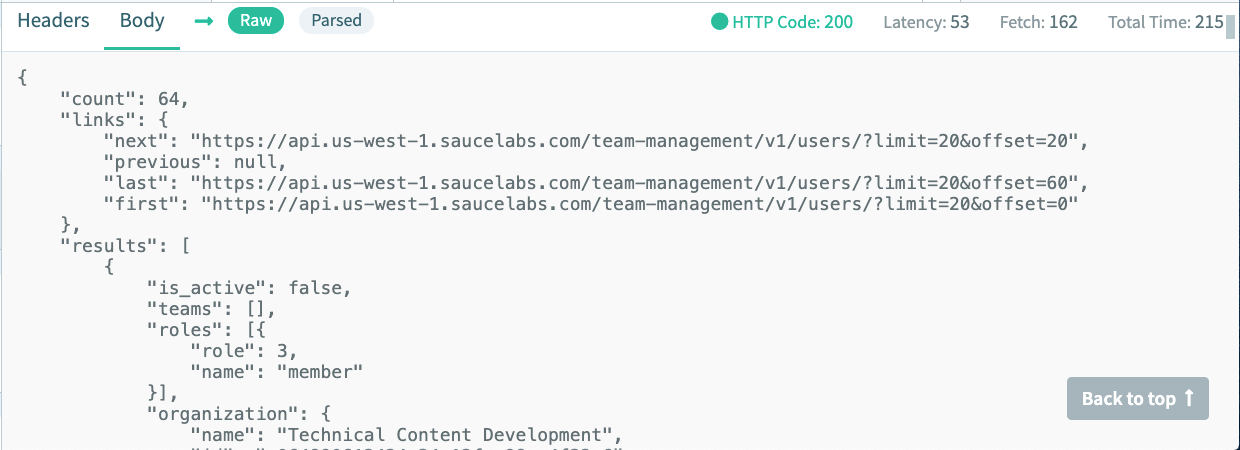 Headers Body → Raw Parsed HTTP Code: 200 Latency: 53 Fetch: 162 Total Time: 215
{
"count": 64,
"links": {
"next": "https://api.us-west-1.saucelabs.com/team-management/v1/users/?limit=20&offset=20",
"previous": null,
"last": "https://api.us-west-1.saucelabs.com/team-management/v1/users/?limit=20&offset=60",
"first": "https://api.us-west-1.saucelabs.com/team-management/v1/users/?limit=20&offset=0"
},
"results": [
{
"is_active": false,
"teams": [],
"roles": [{
"role": 3,
"name": "member"
}],
Back to top ↑
"organization": {
"name": "Technical Content Development",